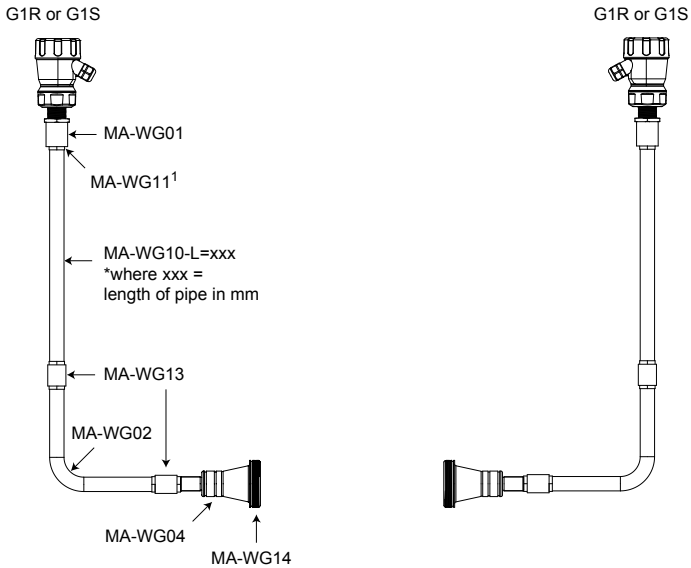 G1R or G1S
G1R or G1S
MA-WG01
MA-WG11¹
MA-WG10-L=xxx
*where xxx =
length of pipe in mm
MA-WG13
MA-WG02
MA-WG04
MA-WG14